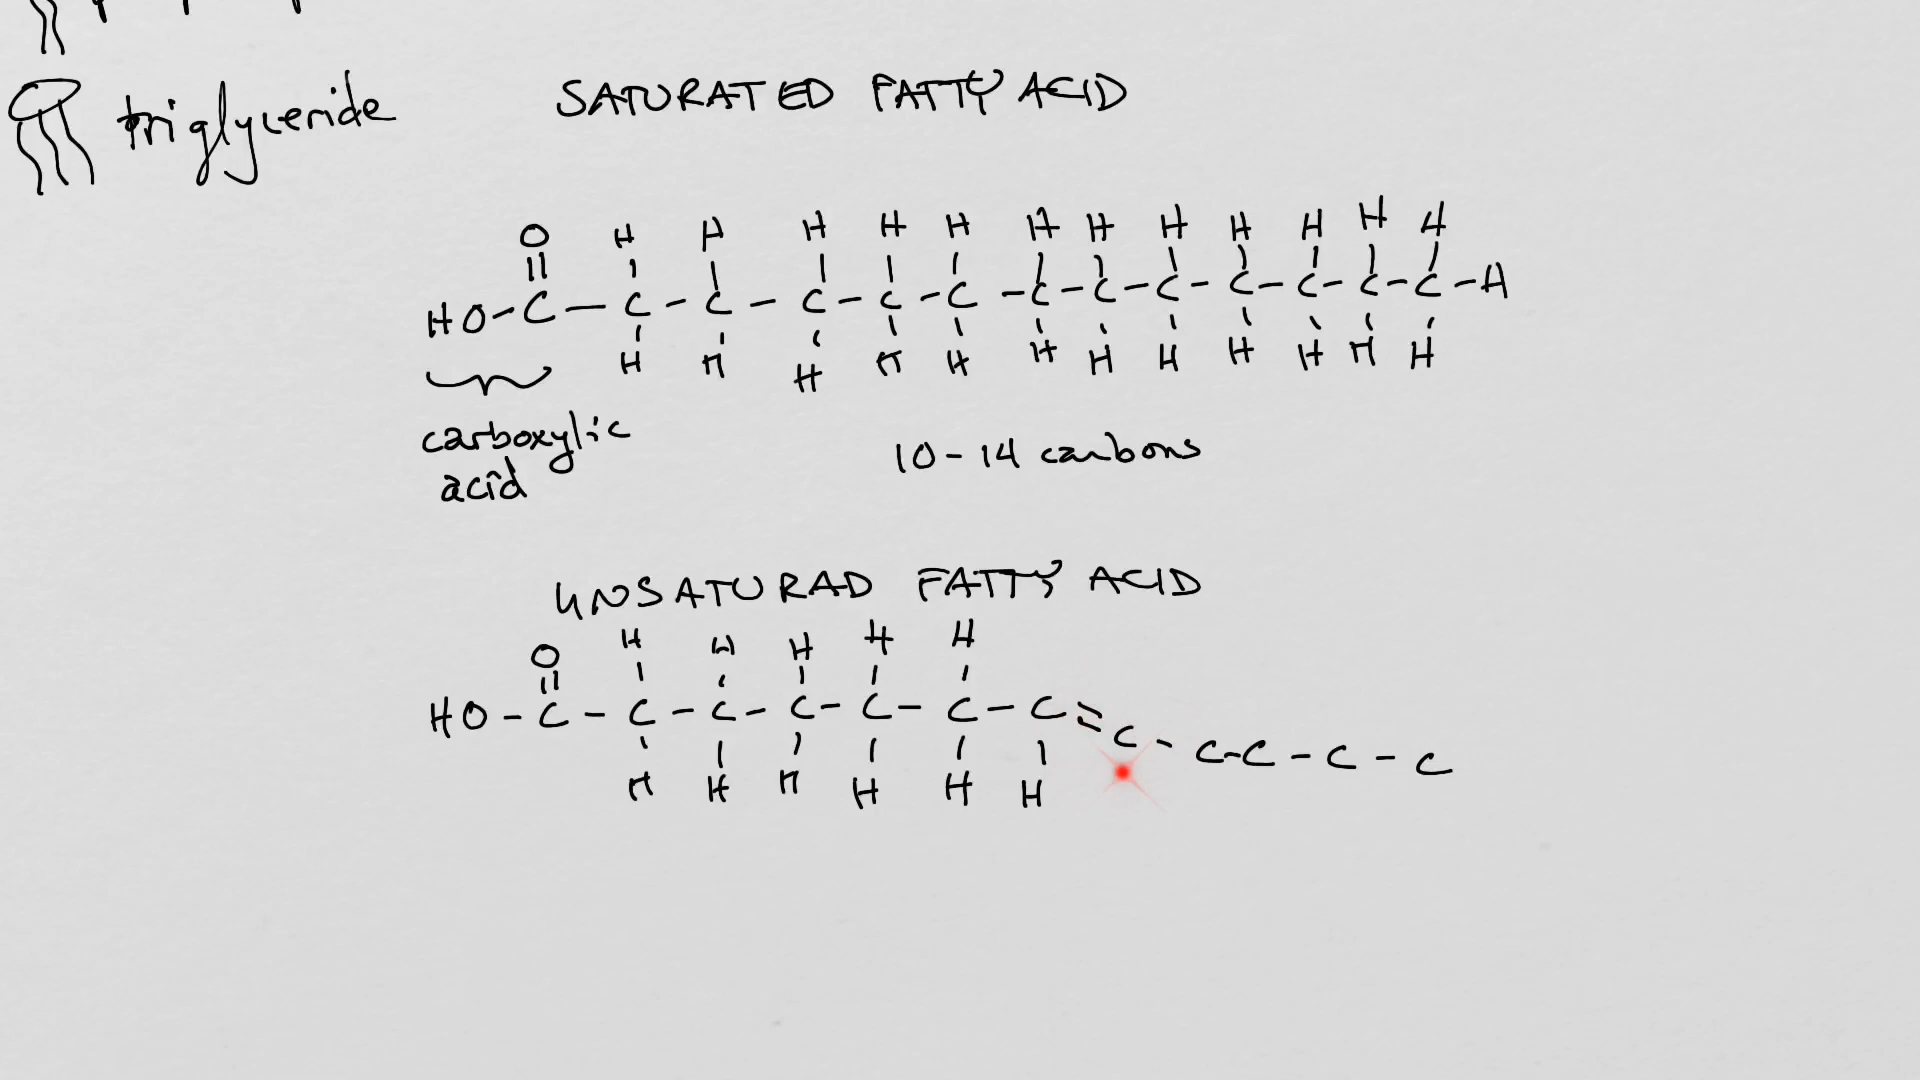 triglyceride
SATURATED FATTY ACID
O H H H H H H H H H H H H
HO-C-C-C-C-C-C-C-C-C-C-C-C-C-H
H H H H H H H H H H H H
carboxylic
acid
10-14 carbons
UNSATURAD FATTY ACID
O H H H H H
HO-C-C-C-C-C-C-C=C-C-C-C-C
H H H H H H